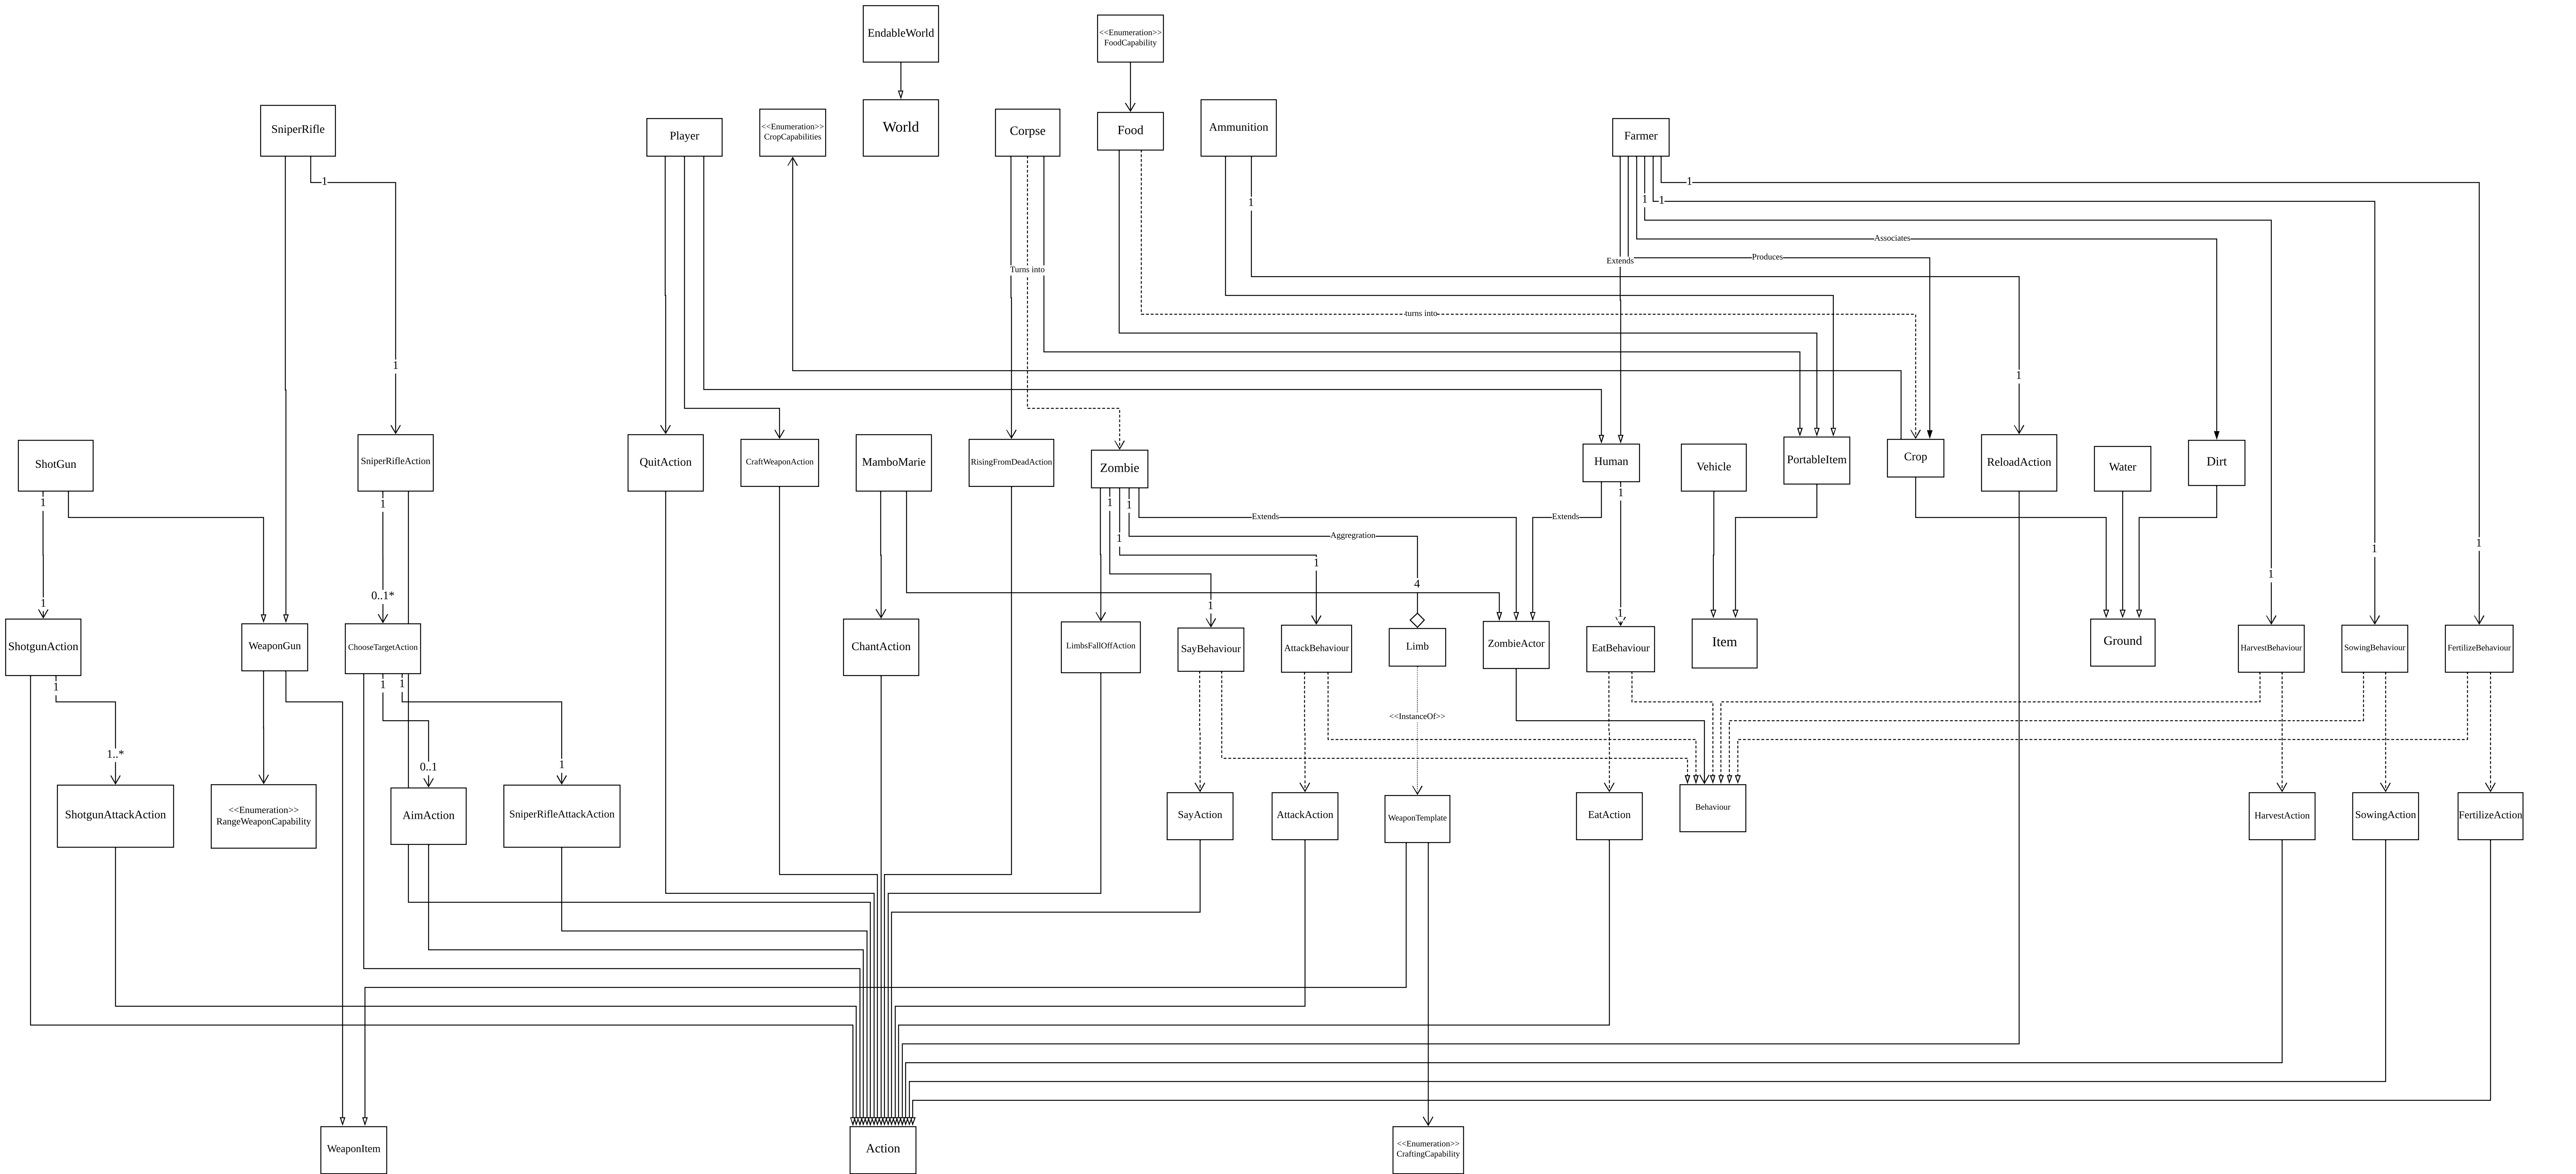 EndableWorld
<<Enumeration>>
FoodCapability
SniperRifle
Player
<<Enumeration>>
CropCapabilities
World
Corpse
Food
Ammunition
Farmer
1
1
1
1
1
Associates
Produces
Extends
Turns into
turns into
1
1
ShotGun
SniperRifleAction
QuitAction
CraftWeaponAction
MamboMarie
RisingFromDeadAction
Zombie
Human
Vehicle
PortableItem
Crop
ReloadAction
Water
Dirt
1
1
1
1
1
Extends
Extends
1
Aggregration
1
1
1
1
1
4
0..1*
1
1
1
ShotgunAction
WeaponGun
ChooseTargetAction
ChantAction
LimbsFallOffAction
SayBehaviour
AttackBehaviour
Limb
ZombieActor
EatBehaviour
Item
Ground
HarvestBehaviour
SowingBehaviour
FertilizeBehaviour
1
1
1
<<InstanceOf>>
1..*
0..1
1
ShotgunAttackAction
<<Enumeration>>
RangeWeaponCapability
AimAction
SniperRifleAttackAction
SayAction
AttackAction
WeaponTemplate
EatAction
Behaviour
HarvestAction
SowingAction
FertilizeAction
WeaponItem
Action
<<Enumeration>>
CraftingCapability